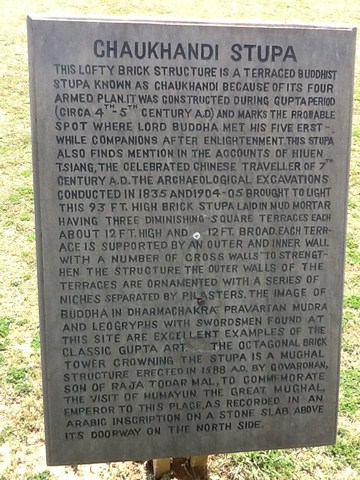 CHAUKHANDI STUPA
THIS LOFTY BRICK STRUCTURE IS A TERRACED BUDDHIST
STUPA KNOWN AS CHAUKHANDI BECAUSE OF ITS FOUR
ARMED PLAN. IT WAS CONSTRUCTED DURING GUPTA PERIOD
(CIRCA 4TH-5TH CENTURY A.D.) AND MARKS THE PROBABLE
SPOT WHERE LORD BUDDHA MET HIS FIVE ERST-
WHILE COMPANIONS AFTER ENLIGHTENMENT. THIS STUPA
ALSO FINDS MENTION IN THE ACCOUNTS OF HIUEN
TSIANG, THE CELEBRATED CHINESE TRAVELLER OF 7TH
CENTURY A.D. THE ARCHAEOLOGICAL EXCAVATIONS
CONDUCTED IN 1835 AND 1904-05 BROUGHT TO LIGHT
THIS 93 FT. HIGH BRICK STUPA LAID IN MUD MORTAR
HAVING THREE DIMINISHING SQUARE TERRACES EACH
ABOUT 12 FT. HIGH AND 12 FT. BROAD. EACH TERR-
ACE IS SUPPORTED BY AN OUTER AND INNER WALL
WITH A NUMBER OF CROSS WALLS TO STRENGT-
HEN THE STRUCTURE. THE OUTER WALLS OF THE
TERRACES ARE ORNAMENTED WITH A SERIES OF
NICHES SEPARATED BY PILASTERS. THE IMAGE OF
BUDDHA IN DHARMACHAKRA PRAVARTAN MUDRA
AND LEOGRYPHS WITH SWORDSMEN FOUND AT
THIS SITE ARE EXCELLENT EXAMPLES OF THE
CLASSIC GUPTA ART. THE OCTAGONAL BRICK
TOWER CROWNING THE STUPA IS A MUGHAL
STRUCTURE ERECTED IN 1588 A.D. BY GOVARDHAN,
SON OF RAJA TODAR MAL, TO COMMEMORATE
THE VISIT OF HUMAYUN THE GREAT MUGHAL,
EMPEROR TO THIS PLACE, AS RECORDED IN AN
ARABIC INSCRIPTION ON A STONE SLAB ABOVE
ITS DOORWAY ON THE NORTH SIDE.